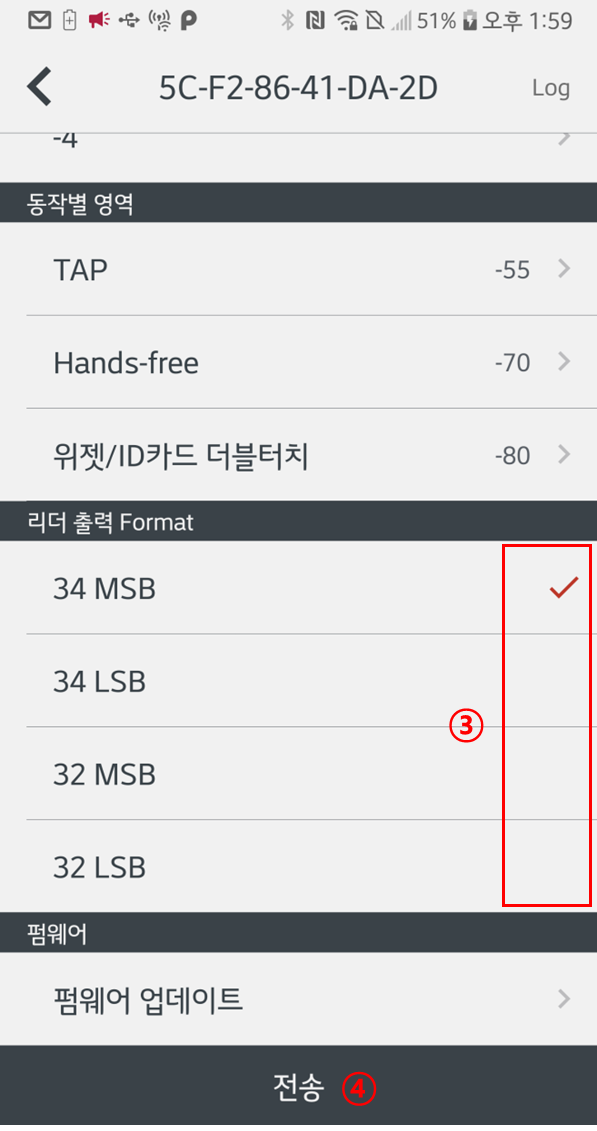 51% 오후 1:59
5C-F2-86-41-DA-2D Log
-4
동작별 영역
TAP -55
Hands-free -70
위젯/ID카드 더블터치 -80
리더 출력 Format
34 MSB
34 LSB
③
32 MSB
32 LSB
펌웨어
펌웨어 업데이트
전송 ④